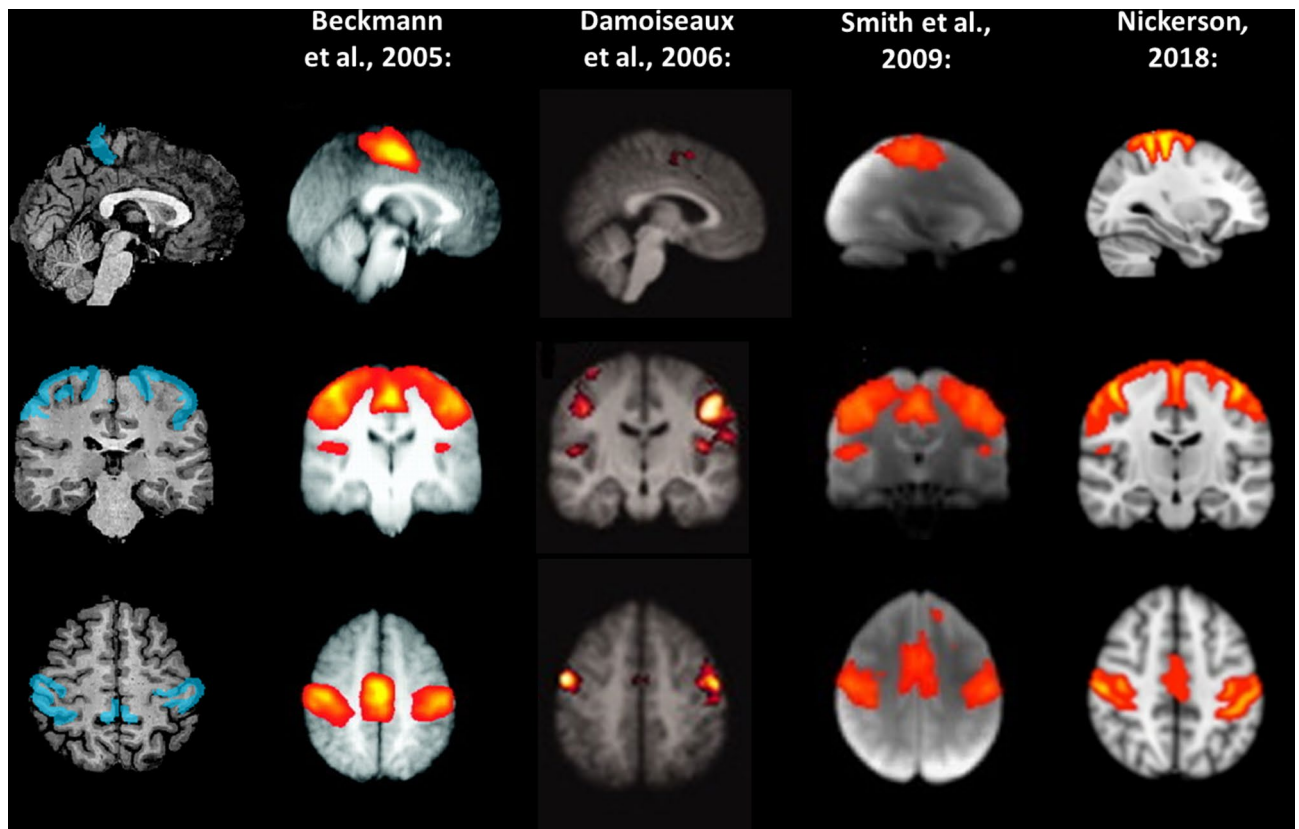 Beckmann
et al., 2005:
Damoiseaux
et al., 2006:
Smith et al.,
2009:
Nickerson,
2018: